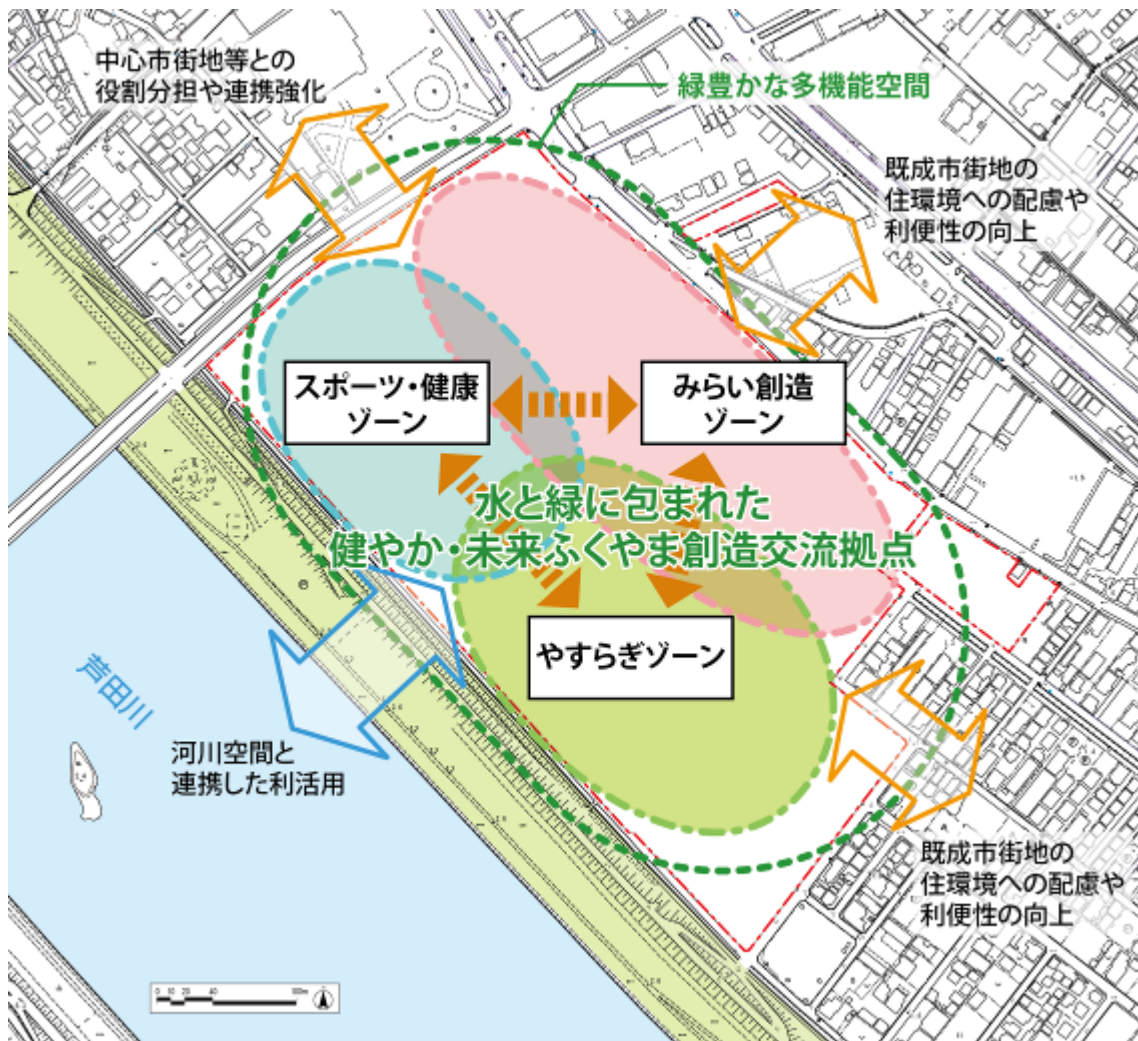 中心市街地等との
役割分担や連携強化
緑豊かな多機能空間
既成市街地の
住環境への配慮や
利便性の向上
スポーツ・健康
ゾーン
みらい創造
ゾーン
水と緑に包まれた
健やか・未来ふくやま創造交流拠点
やすらぎゾーン
芦田川
河川空間と
連携した利活用
既成市街地の
住環境への配慮や
利便性の向上
0 10 20 40 100m